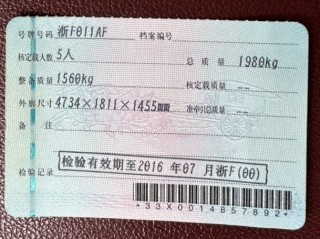 号牌号码 浙F011AF 档案编号
核定载人数 5人 总质量 1980kg
整备质量 1560kg 核定载质量 --
外廓尺寸 4734×1811×1455mm 准牵引总质量 --
备注
检验记录 检验有效期至2016年07月浙F(00)
*33X0014657892*